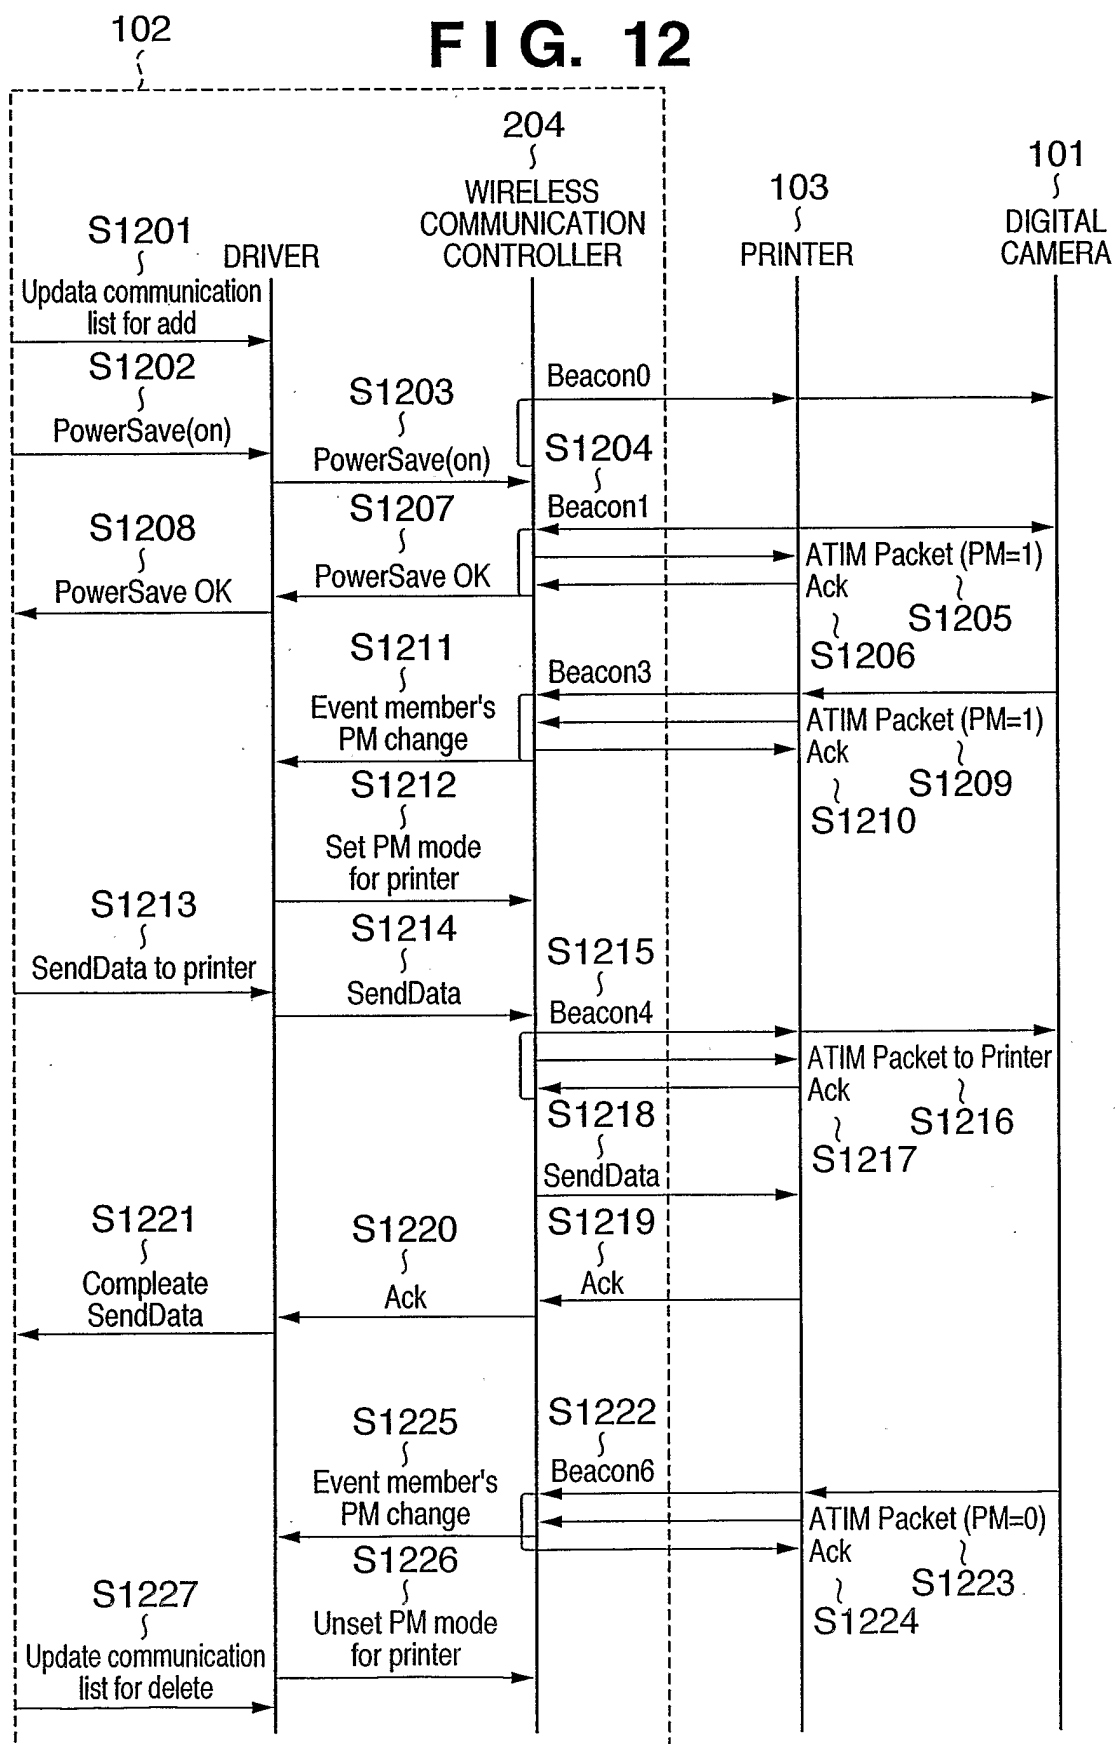 102
FIG. 12
204
101
103
WIRELESS
COMMUNICATION
CONTROLLER
DIGITAL
CAMERA
S1201
DRIVER
PRINTER
Updata communication
list for add
S1202
PowerSave(on)
S1203
PowerSave(on)
Beacon0
S1204
Beacon1
S1207
PowerSave OK
S1208
PowerSave OK
ATIM Packet (PM=1)
Ack
S1205
S1206
S1211
Event member's
PM change
Beacon3
ATIM Packet (PM=1)
Ack
S1209
S1210
S1212
Set PM mode
for printer
S1213
SendData to printer
S1214
SendData
S1215
Beacon4
ATIM Packet to Printer
Ack
S1216
S1217
S1218
SendData
S1221
Compleate
SendData
S1220
Ack
S1219
Ack
S1225
Event member's
PM change
S1222
Beacon6
ATIM Packet (PM=0)
Ack
S1223
S1224
S1226
Unset PM mode
for printer
S1227
Update communication
list for delete